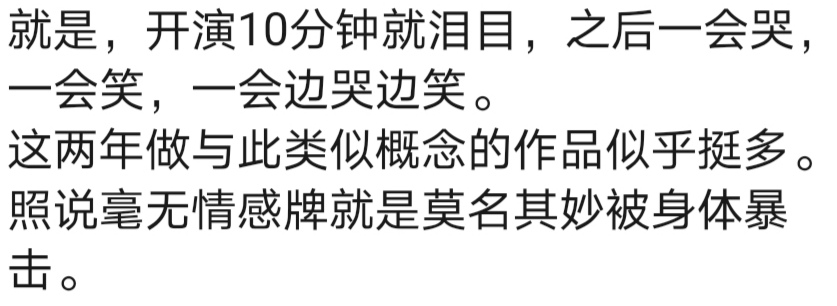 就是，开演10分钟就泪目，之后一会哭，
一会笑，一会边哭边笑。
这两年做与此类似概念的作品似乎挺多。
照说毫无情感牌就是莫名其妙被身体暴
击。